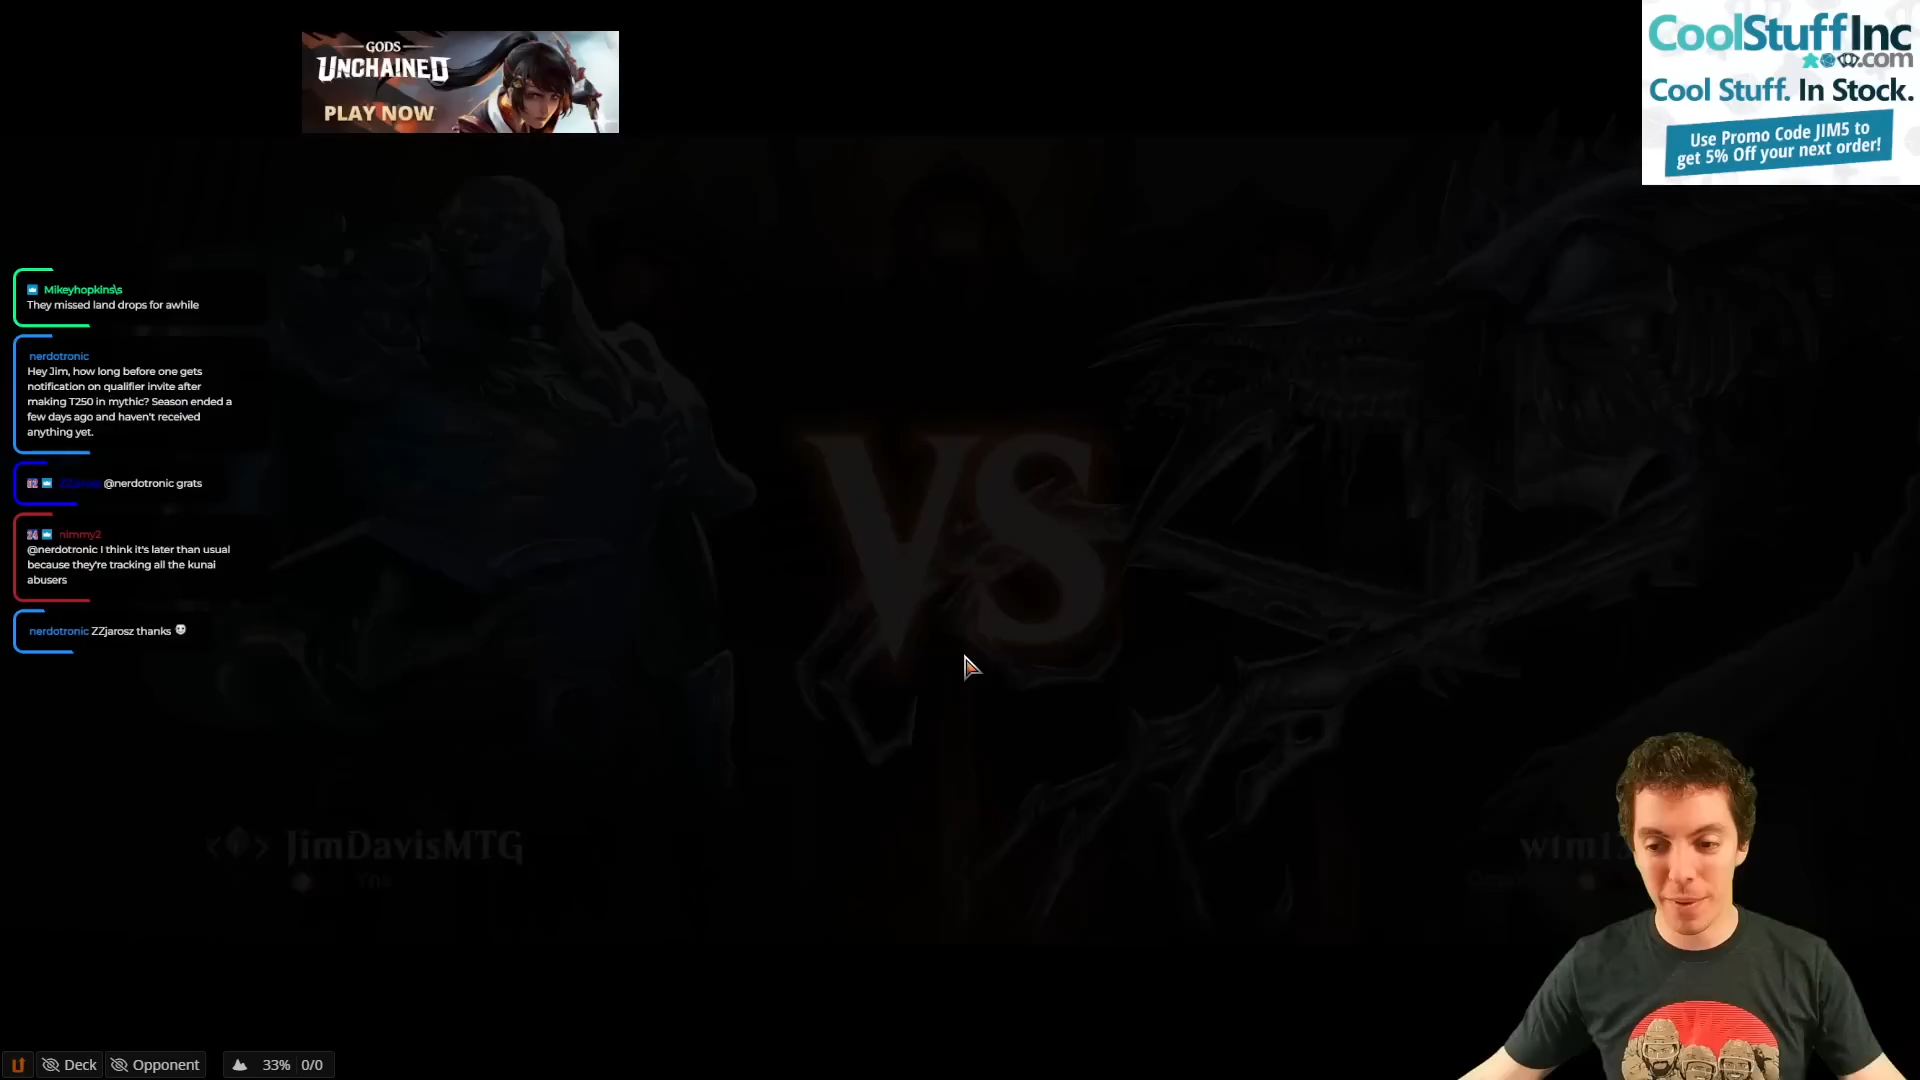 GODS
UNCHAINED
PLAY NOW
CoolStuffInc
.com
Cool Stuff. In Stock.
Use Promo Code JIM5 to
get 5% Off your next order!
Mikeyhopkins\s
They missed land drops for awhile
nerdotronic
Hey Jim, how long before one gets
notification on qualifier invite after
making T250 in mythic? Season ended a
few days ago and haven't received
anything yet.
@nerdotronic grats
nimmy2
@nerdotronic I think it's later than usual
because they're tracking all the kunai
abusers
nerdotronic ZZjarosz thanks
VS
JimDavisMTG
Deck
Opponent
33%
0/0